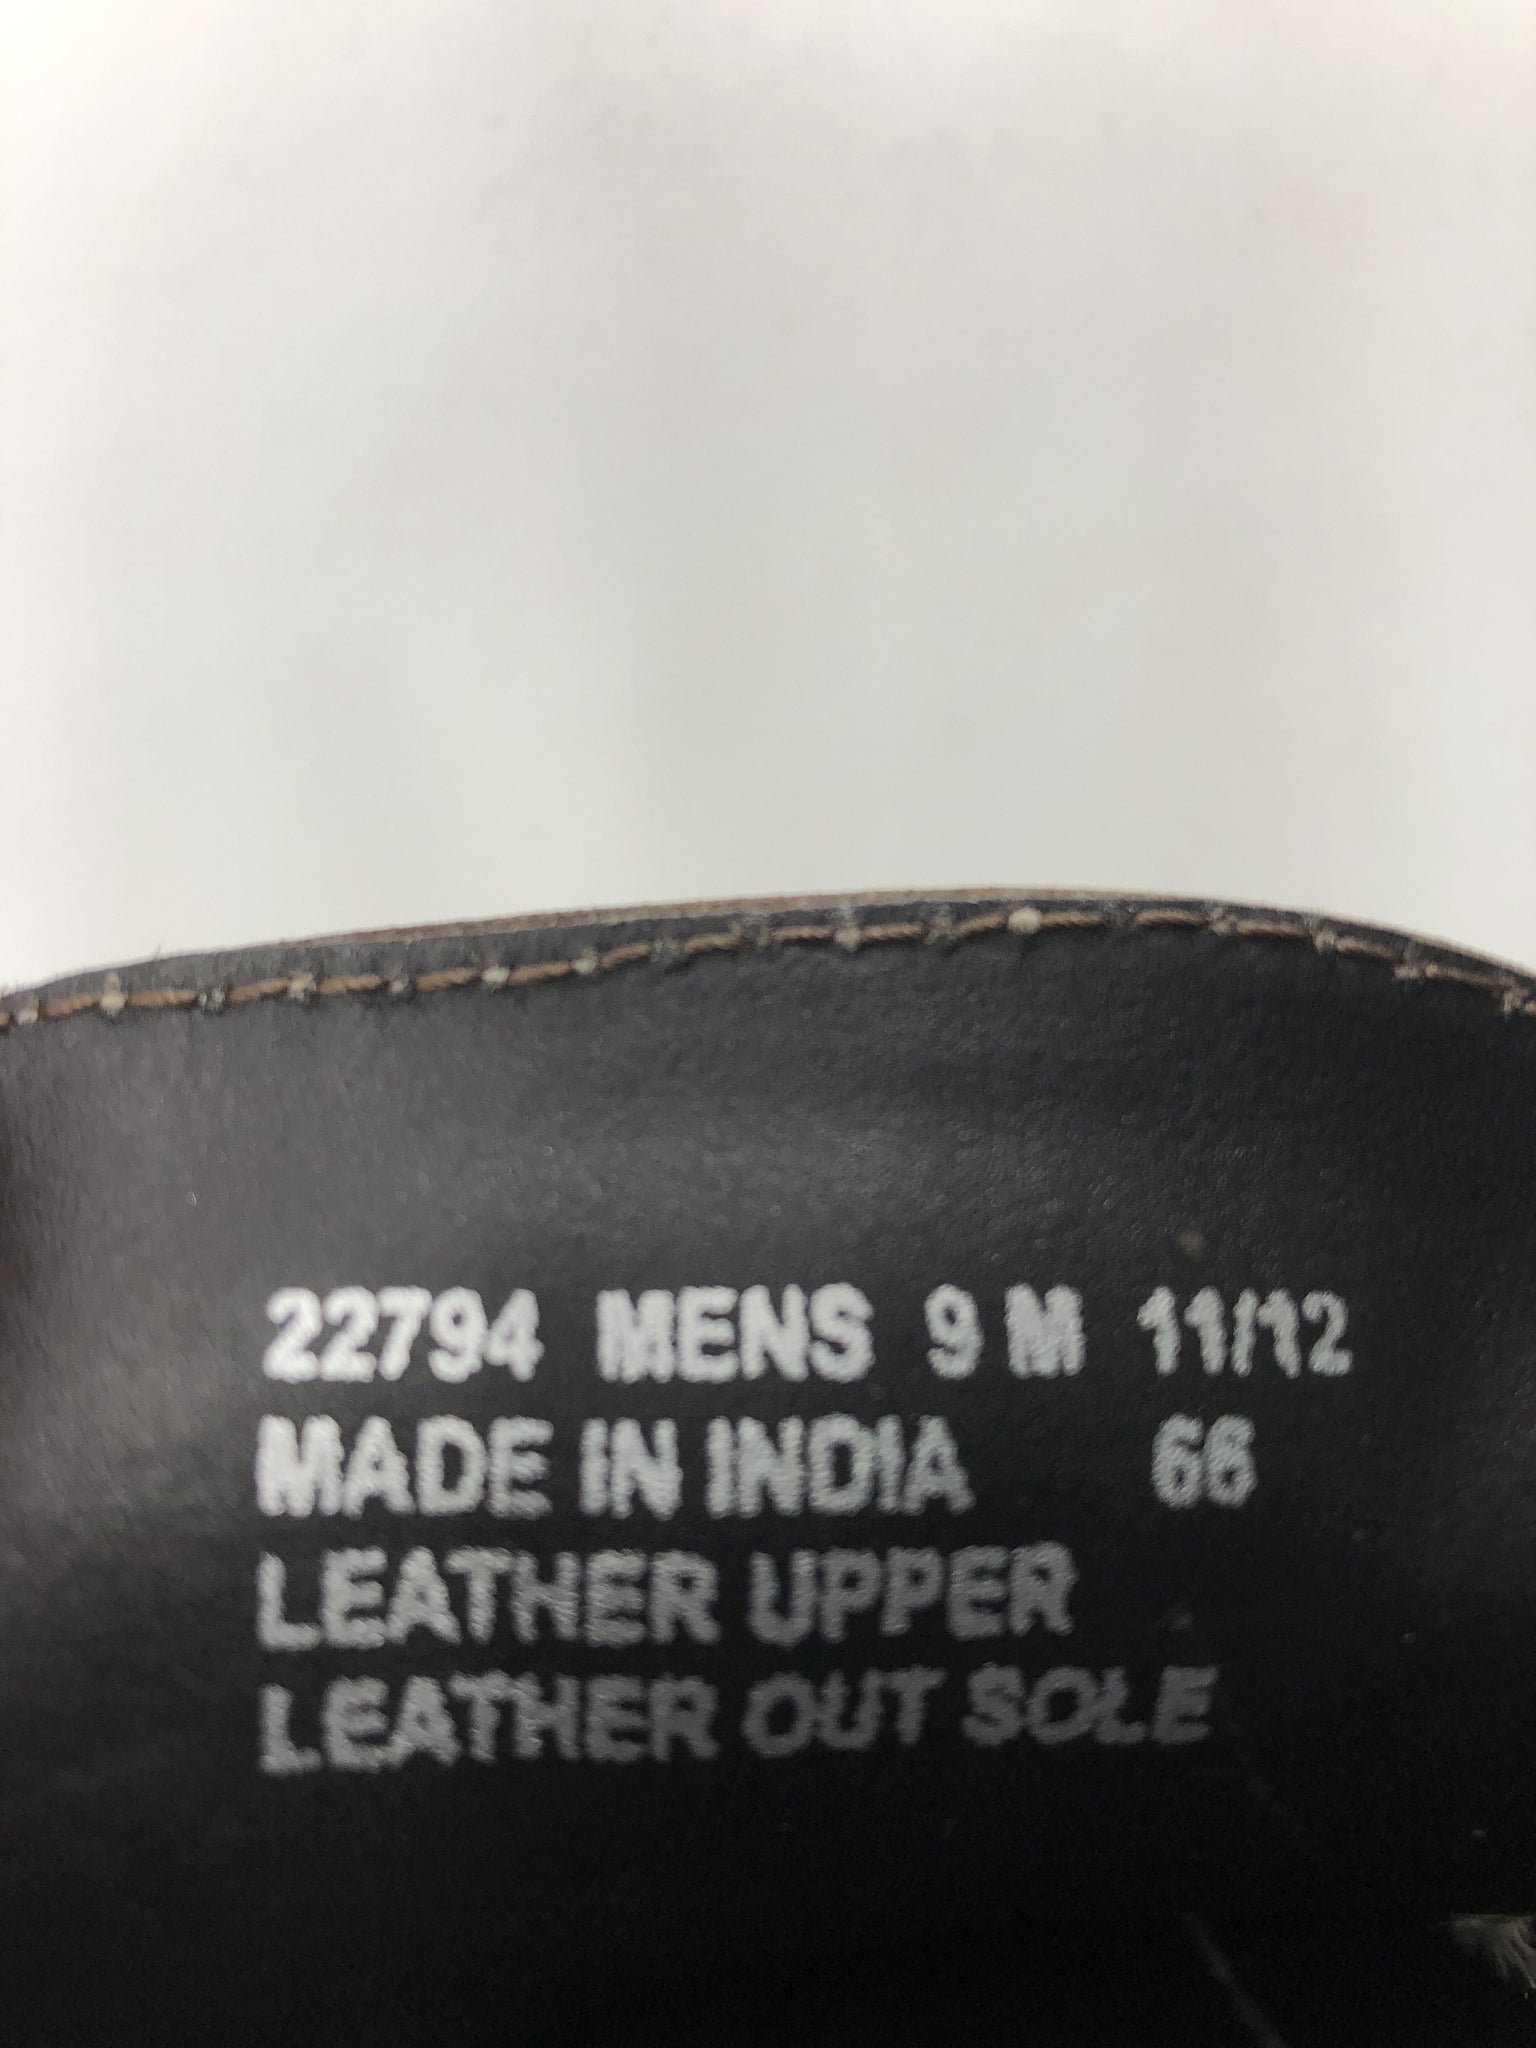 22794 MENS 9 M 11/12
MADE IN INDIA 66
LEATHER UPPER
LEATHER OUT SOLE